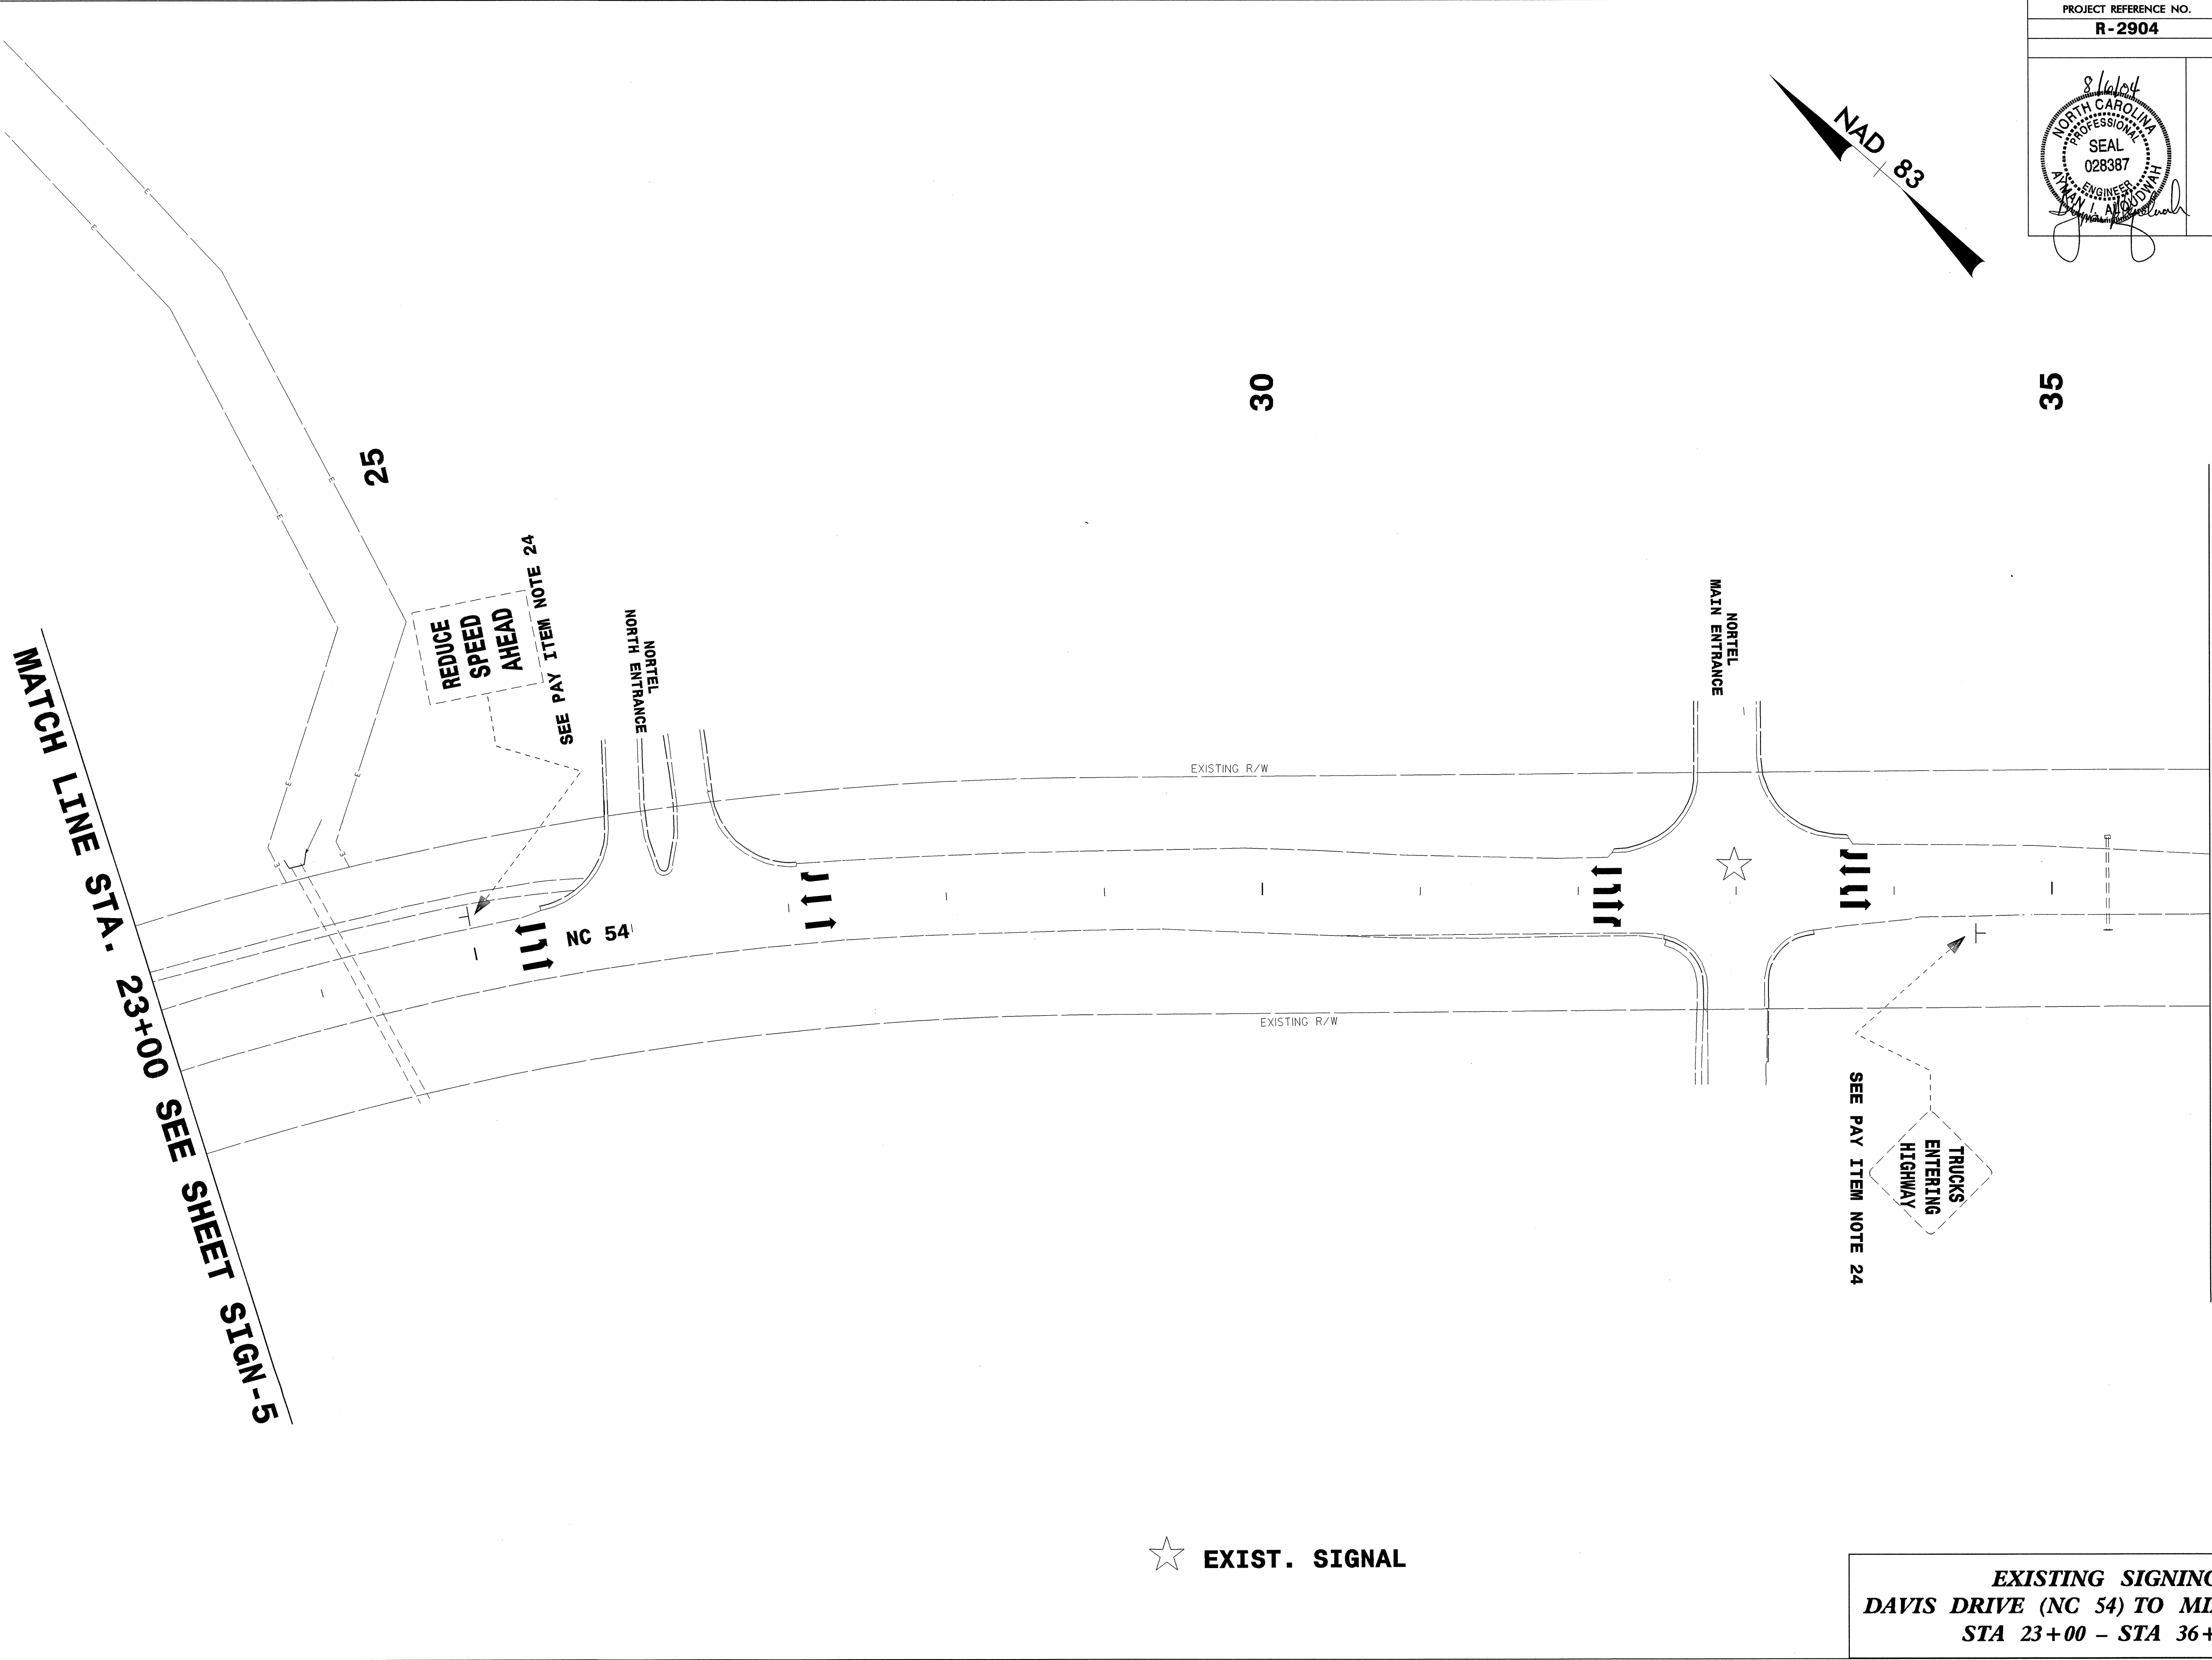 PROJECT REFERENCE NO.
R-2904
8/6/04
NORTH CAROLINA
PROFESSIONAL
SEAL
028387
ENGINEER
AYMAN I. ALQUDWAH
NAD 83
25
30
35
REDUCE
SPEED
AHEAD
SEE PAY ITEM NOTE 24
NORTEL
NORTH ENTRANCE
NORTEL
MAIN ENTRANCE
MATCH LINE STA. 23+00 SEE SHEET SIGN-5
EXISTING R/W
NC 54
EXISTING R/W
E
E
E
E
E
E
E
E
SEE PAY ITEM NOTE 24
TRUCKS
ENTERING
HIGHWAY
EXIST. SIGNAL
EXISTING SIGNING
DAVIS DRIVE (NC 54) TO
STA 23+00 – STA 36+